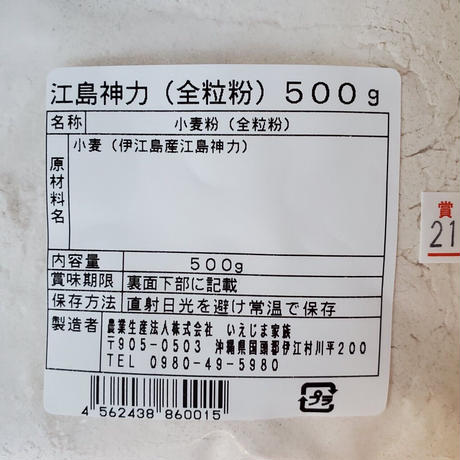 江島神力（全粒粉）５００ｇ
名称 小麦粉（全粒粉）
原材料名 小麦（伊江島産江島神力）
内容量 ５００g
賞味期限 裏面下部に記載
保存方法 直射日光を避け常温で保存
製造者 農業生産法人株式会社 いえじま家族
〒905-0503 沖縄県国頭郡伊江村川平200
TEL 0980-49-5980
4 562438 860015
プラ
賞
21